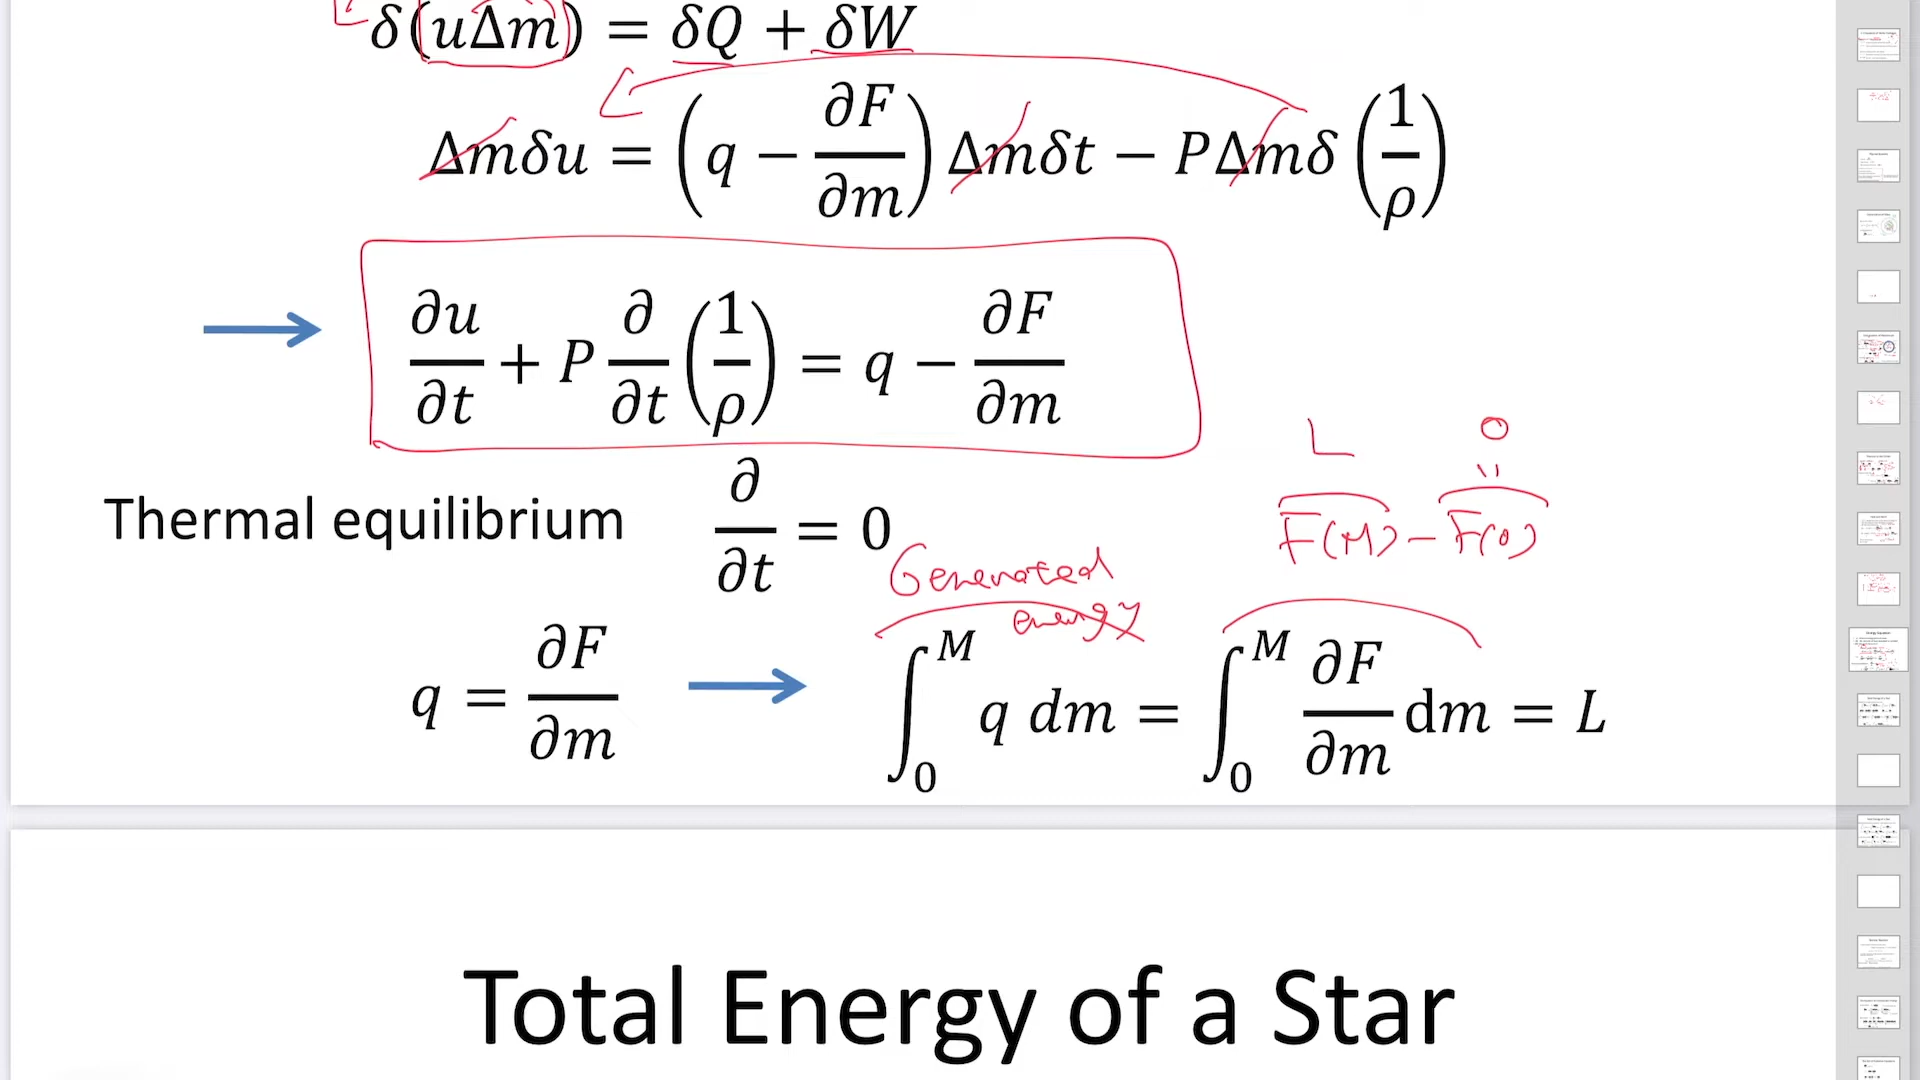 δ(uΔm) = δQ + δW
Δmδu = (q − ∂F/∂m) Δmδt − PΔmδ (1/ρ)
∂u/∂t + P ∂/∂t (1/ρ) = q − ∂F/∂m
L 0
Thermal equilibrium ∂/∂t = 0
F(M) − F(0)
Generated
energy
q = ∂F/∂m
∫₀ᴹ q dm = ∫₀ᴹ ∂F/∂m dm = L
Total Energy of a Star